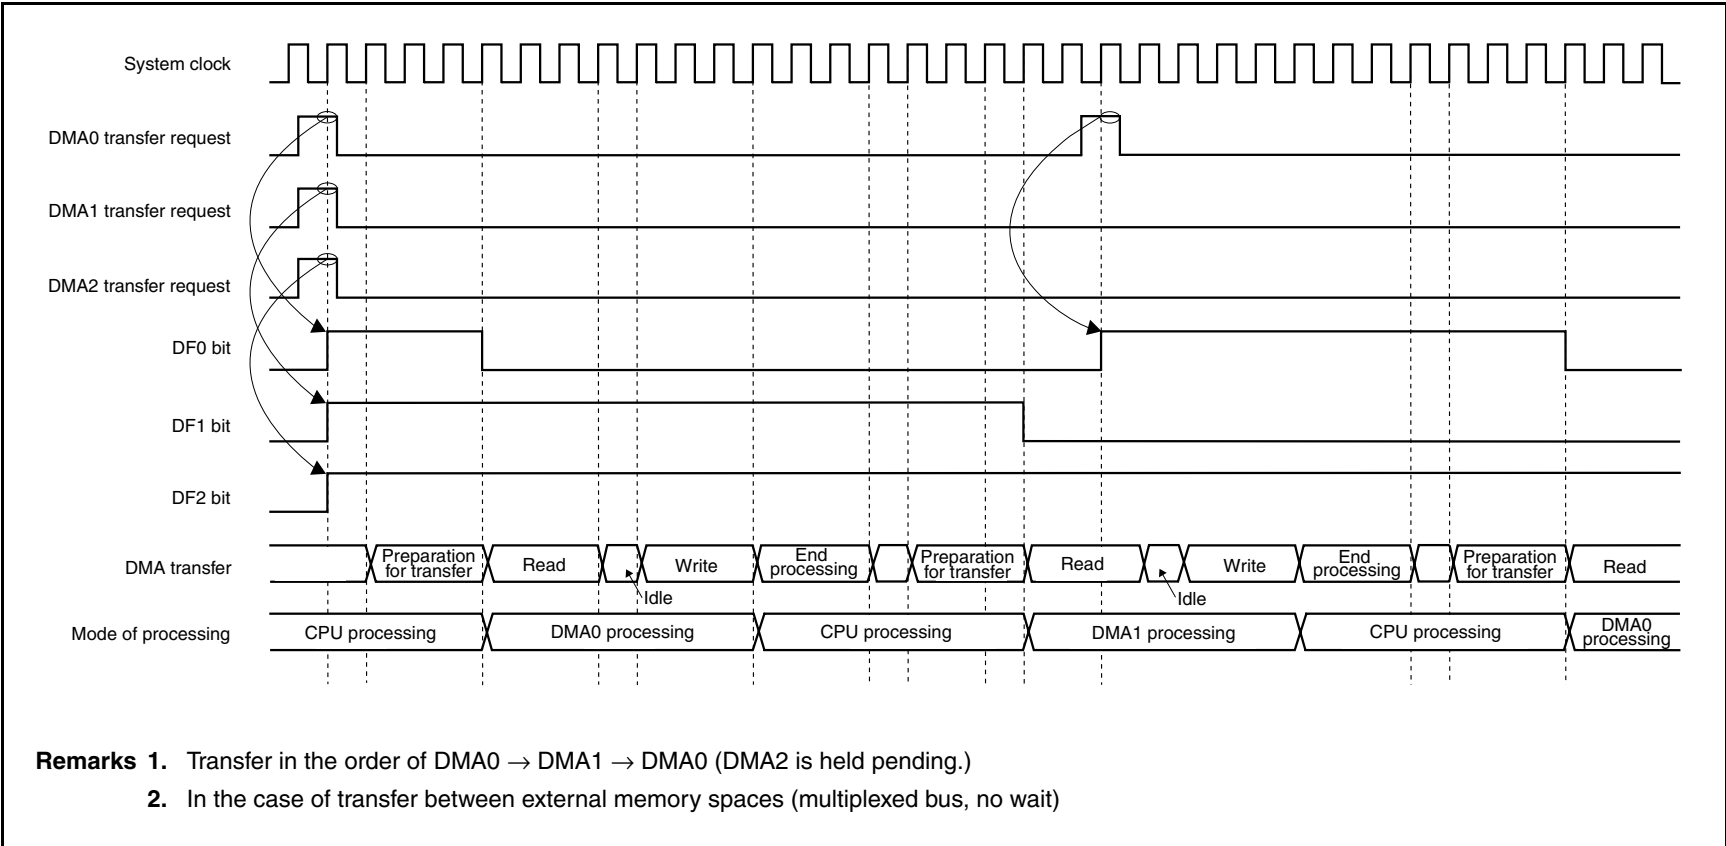 System clock
DMA0 transfer request
DMA1 transfer request
DMA2 transfer request
DF0 bit
DF1 bit
DF2 bit
DMA transfer
Preparation
for transfer
Read
Idle
Write
End
processing
Preparation
for transfer
Read
Idle
Write
End
processing
Preparation
for transfer
Read
Mode of processing
CPU processing
DMA0 processing
CPU processing
DMA1 processing
CPU processing
DMA0
processing
Remarks 1. Transfer in the order of DMA0 → DMA1 → DMA0 (DMA2 is held pending.)
2. In the case of transfer between external memory spaces (multiplexed bus, no wait)